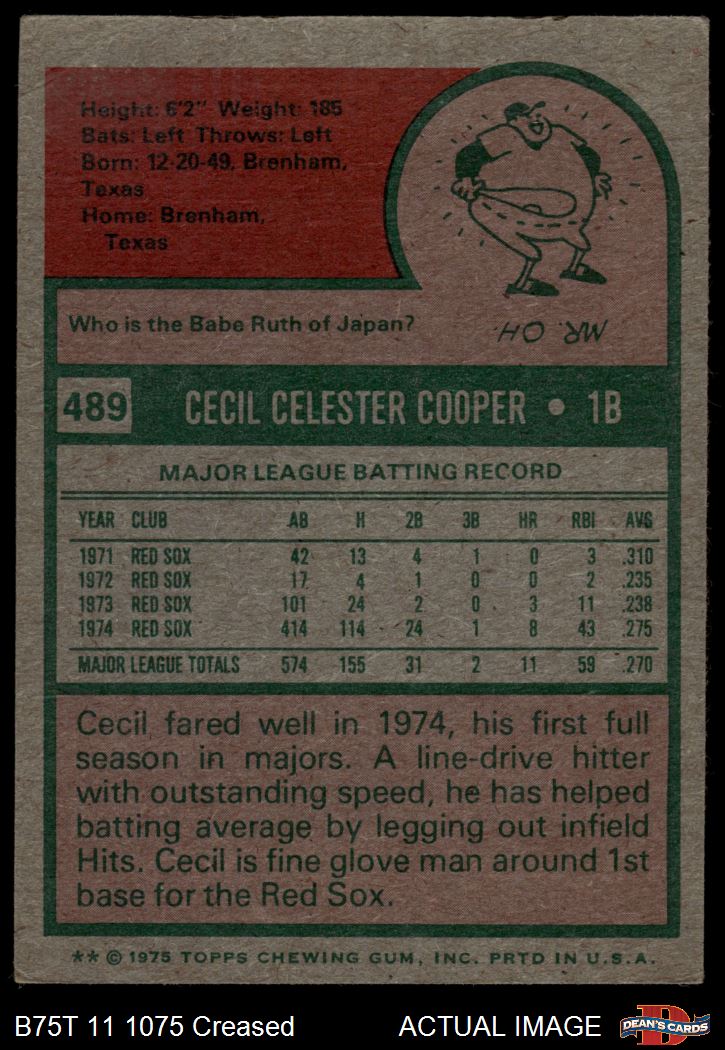 Height: 6'2" Weight: 185
Bats: Left Throws: Left
Born: 12-20-49, Brenham,
Texas
Home: Brenham,
Texas
Who is the Babe Ruth of Japan?
MR. OH.
489 CECIL CELESTER COOPER • 1B
MAJOR LEAGUE BATTING RECORD
YEAR CLUB AB H 2B 3B HR RBI AVG
1971 RED SOX 42 13 4 1 0 3 .310
1972 RED SOX 17 4 1 0 0 2 .235
1973 RED SOX 101 24 2 0 3 11 .238
1974 RED SOX 414 114 24 1 8 43 .275
MAJOR LEAGUE TOTALS 574 155 31 2 11 59 .270
Cecil fared well in 1974, his first full
season in majors. A line-drive hitter
with outstanding speed, he has helped
batting average by legging out infield
Hits. Cecil is fine glove man around 1st
base for the Red Sox.
** © 1975 TOPPS CHEWING GUM, INC. PRTD IN U.S.A.
B75T 11 1075 Creased ACTUAL IMAGE D DEAN'S CARDS